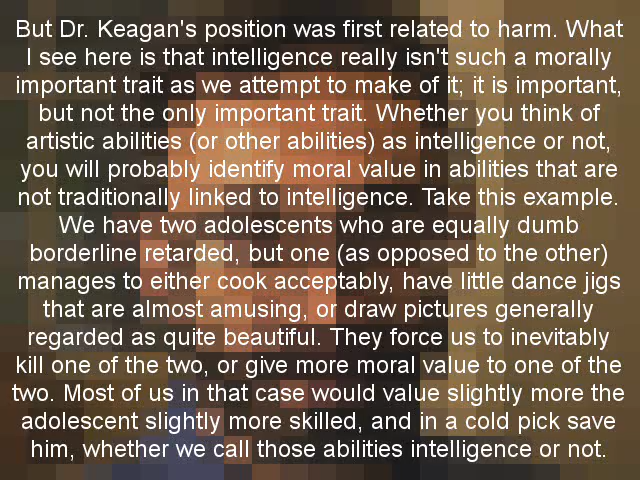 But Dr. Keagan's position was first related to harm. What
I see here is that intelligence really isn't such a morally
important trait as we attempt to make of it; it is important,
but not the only important trait. Whether you think of
artistic abilities (or other abilities) as intelligence or not,
you will probably identify moral value in abilities that are
not traditionally linked to intelligence. Take this example.
We have two adolescents who are equally dumb
borderline retarded, but one (as opposed to the other)
manages to either cook acceptably, have little dance jigs
that are almost amusing, or draw pictures generally
regarded as quite beautiful. They force us to inevitably
kill one of the two, or give more moral value to one of the
two. Most of us in that case would value slightly more the
adolescent slightly more skilled, and in a cold pick save
him, whether we call those abilities intelligence or not.